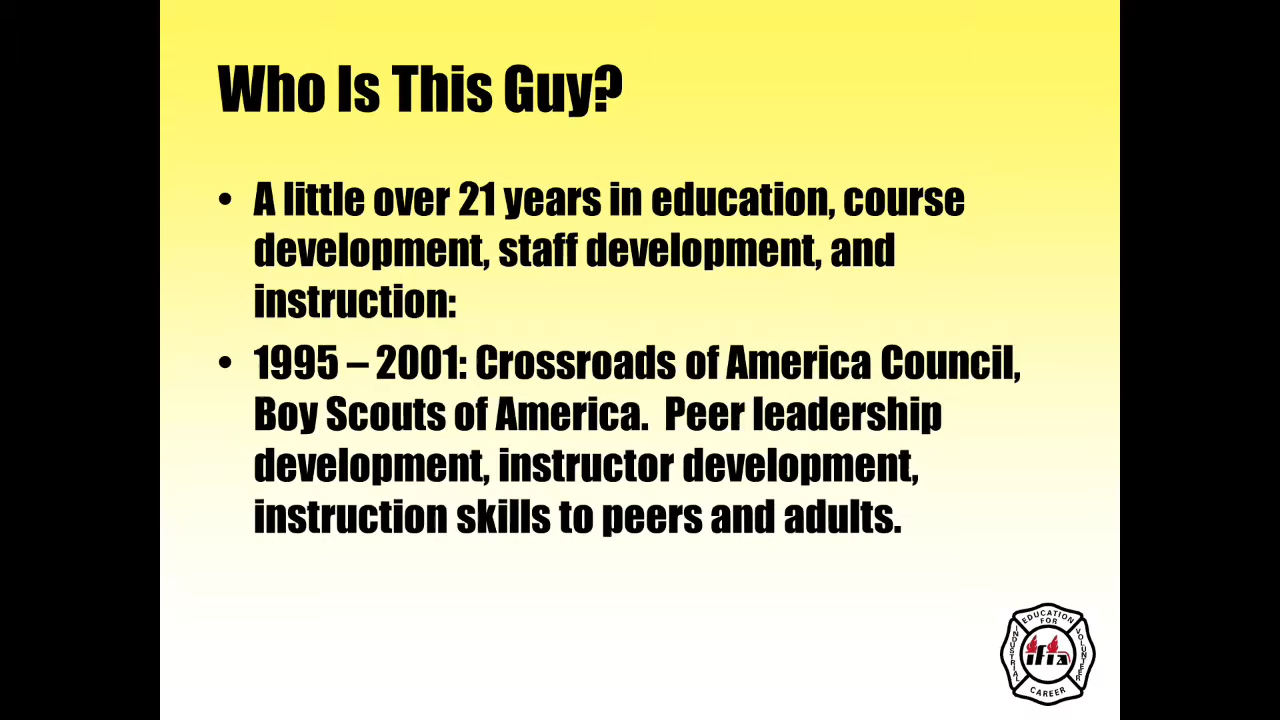 Who Is This Guy?
• A little over 21 years in education, course
development, staff development, and
instruction:
• 1995 – 2001: Crossroads of America Council,
Boy Scouts of America.  Peer leadership
development, instructor development,
instruction skills to peers and adults.
EDUCATION
FOR
INDUSTRIAL
VOLUNTEER
ifia
CAREER